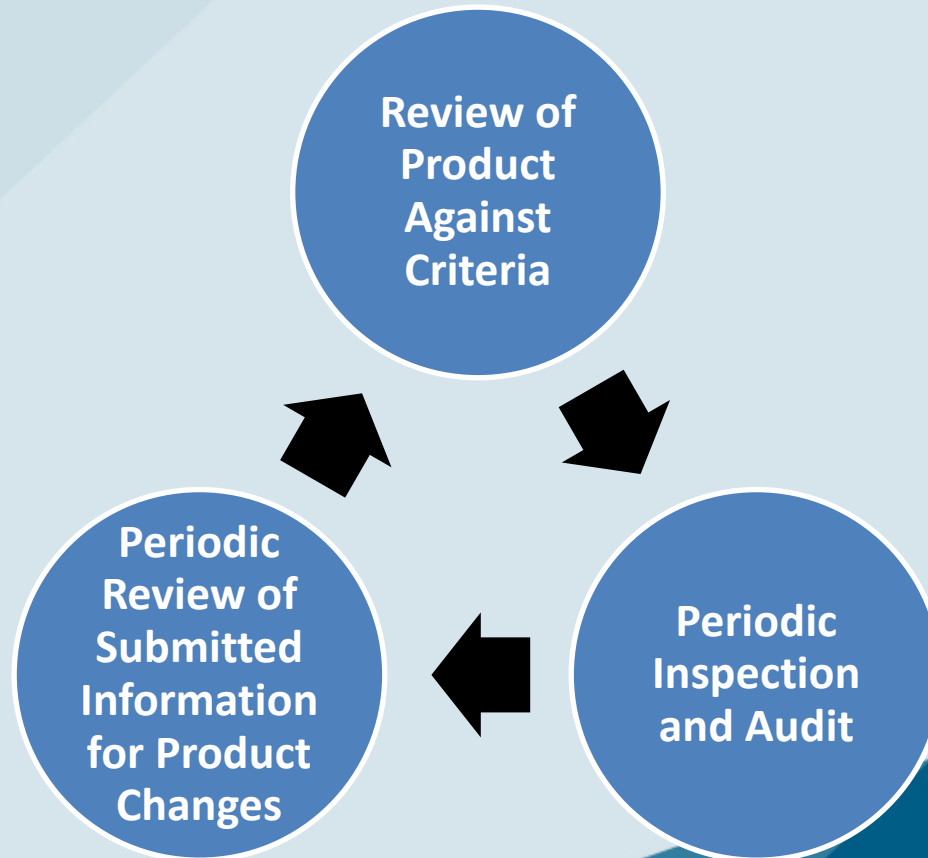 Review of
Product
Against
Criteria
Periodic
Inspection
and Audit
Periodic
Review of
Submitted
Information
for Product
Changes